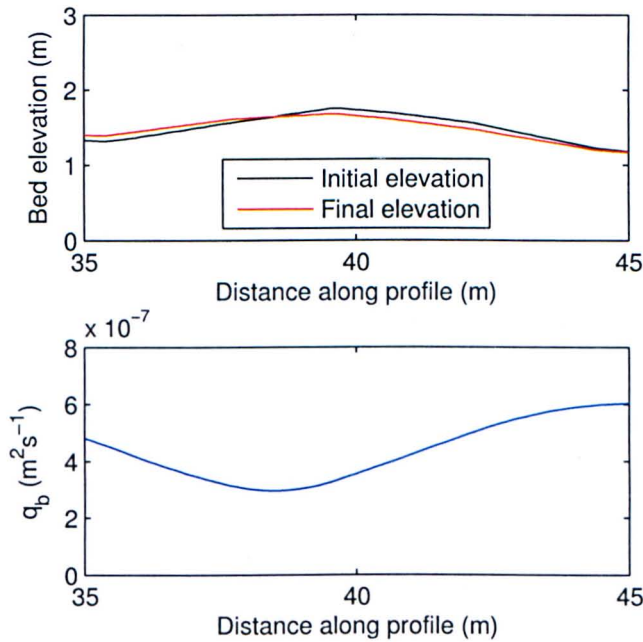 3
2
1
0
Bed elevation (m)
Initial elevation
Final elevation
35
40
45
Distance along profile (m)
x 10⁻⁷
8
6
4
2
0
q_b (m²s⁻¹)
35
40
45
Distance along profile (m)